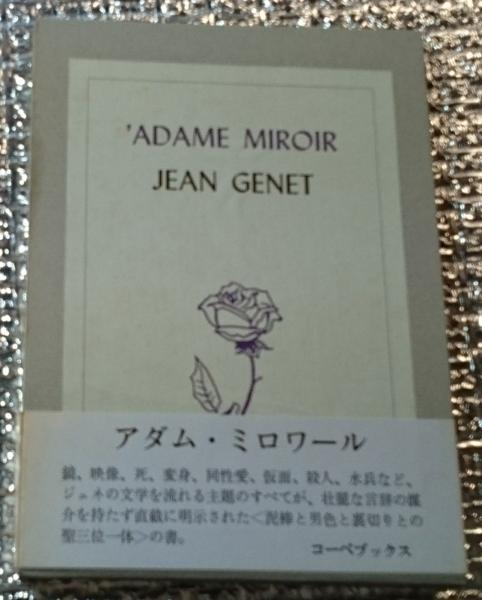 'ADAME MIROIR
JEAN GENET
アダム・ミロワール
鏡、映像、死、変身、同性愛、仮面、殺人、水兵など、
ジュネの文学を流れる主題のすべてが、壮麗な言語の媒
介を持たず直截に明示された<泥棒と男色と裏切りとの
聖三位一体>の書。
コーベブックス